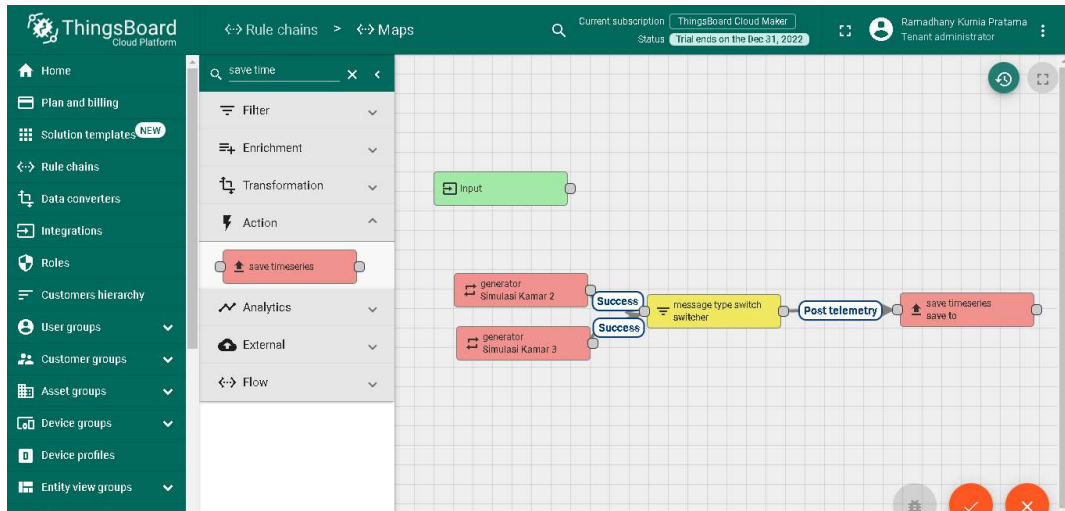 ThingsBoard
Cloud Platform
Rule chains > Maps
Current subscription ThingsBoard Cloud Maker
Status Trial ends on the Dec 31, 2022
Ramadhany Kurnia Pratama
Tenant administrator
Home
Plan and billing
Solution templates NEW
Rule chains
Data converters
Integrations
Roles
Customers hierarchy
User groups
Customer groups
Asset groups
Device groups
Device profiles
Entity view groups
save time
Filter
Enrichment
Transformation
Action
save timeseries
Analytics
External
Flow
Input
generator
Simulasi Kamar 2
Success
generator
Simulasi Kamar 3
Success
message type switch
switcher
Post telemetry
save timeseries
save to